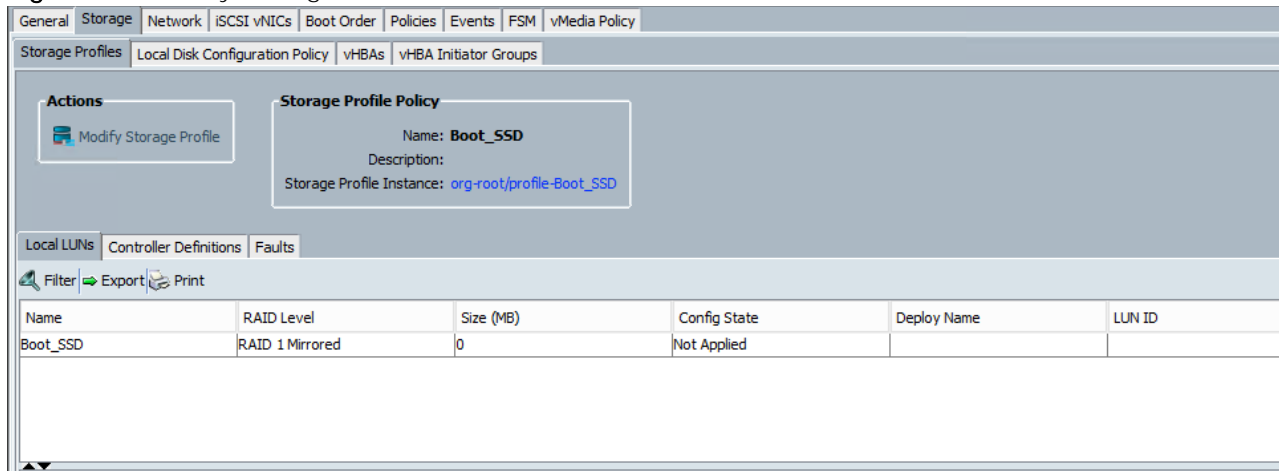 General Storage Network iSCSI vNICs Boot Order Policies Events FSM vMedia Policy
Storage Profiles Local Disk Configuration Policy vHBAs vHBA Initiator Groups
Actions
Modify Storage Profile
Storage Profile Policy
Name: Boot_SSD
Description:
Storage Profile Instance: org-root/profile-Boot_SSD
Local LUNs Controller Definitions Faults
Filter Export Print
Name RAID Level Size (MB) Config State Deploy Name LUN ID
Boot_SSD RAID 1 Mirrored 0 Not Applied